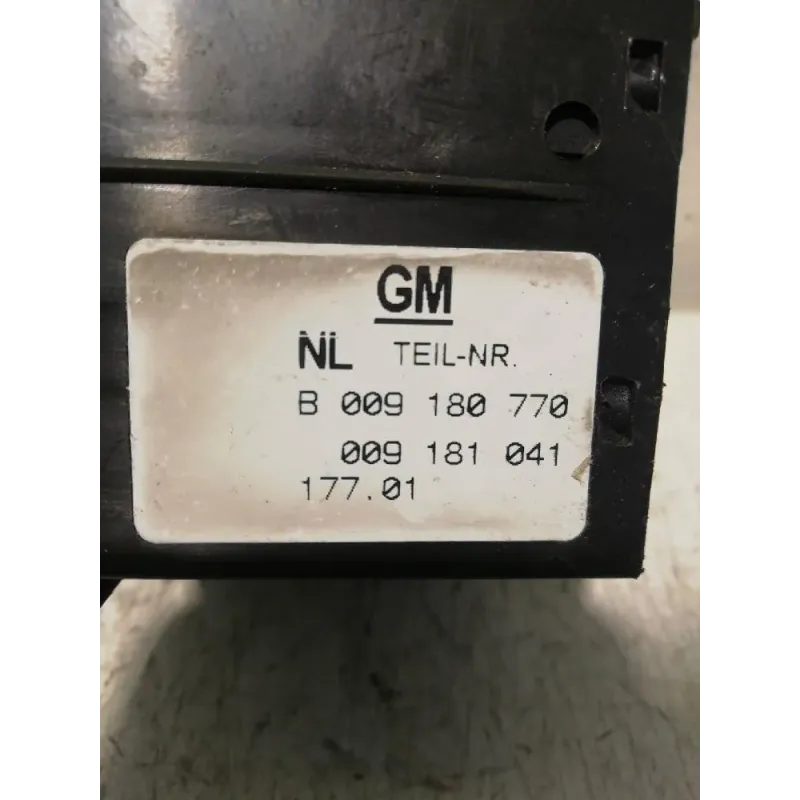 GM
NL TEIL-NR.
B 009 180 770
009 181 041
177.01